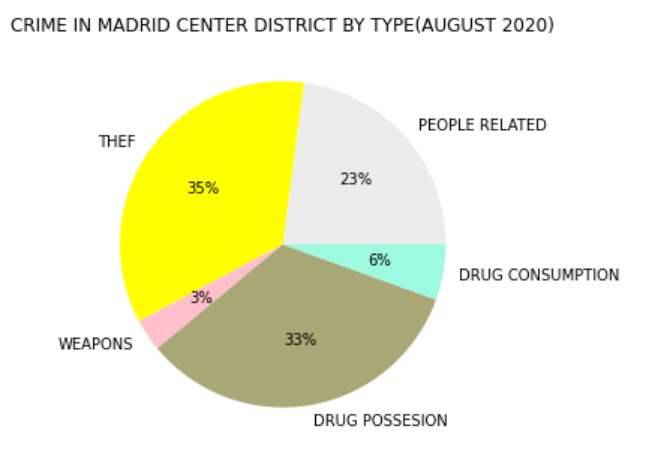 CRIME IN MADRID CENTER DISTRICT BY TYPE(AUGUST 2020)
PEOPLE RELATED
THEF
23%
35%
6%
DRUG CONSUMPTION
3%
WEAPONS
33%
DRUG POSSESION